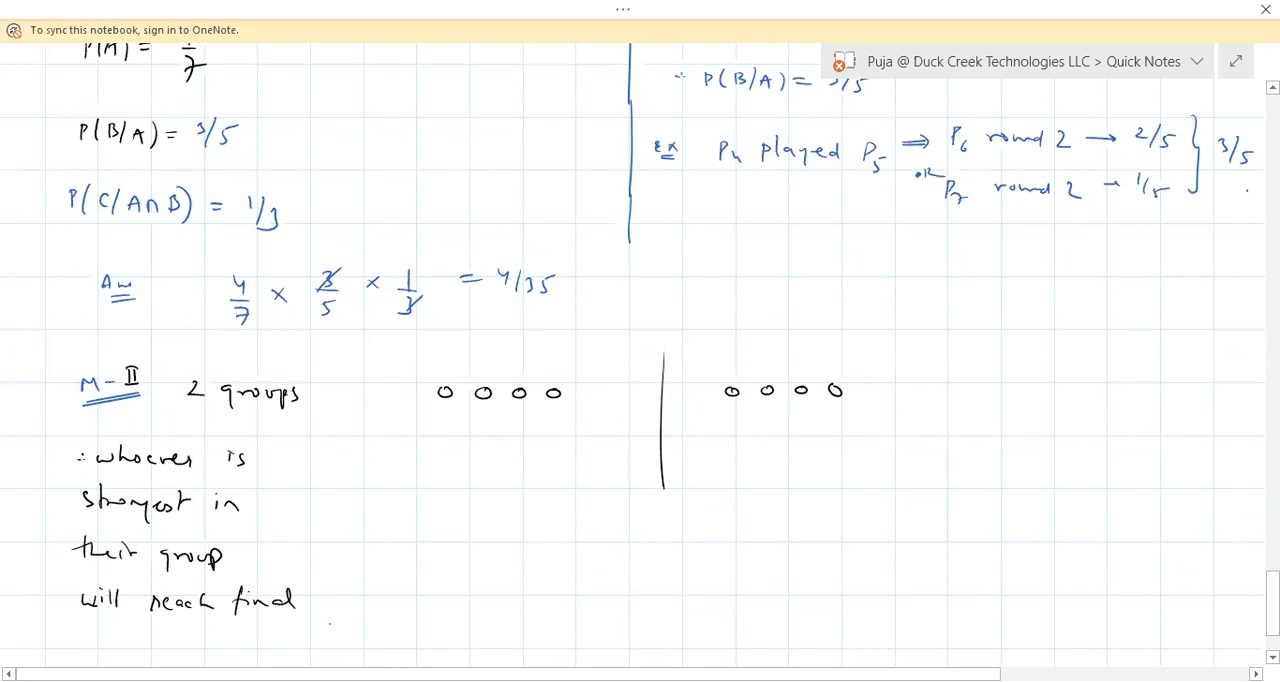 ...
To sync this notebook, sign in to OneNote.
Puja @ Duck Creek Technologies LLC > Quick Notes
P(A) = /7
P(B/A) = 3/5
P(C/A∩B) = 1/3
Ans 4/7 × 3/5 × 1/3 = 4/35
∴ P(B/A) = 3/5
Ex P4 played P5 ⟹ P6 round 2 → 2/5 } 3/5
or P7 round 2 → 1/5
M-II 2 groups o o o o | o o o o
∴ whoever is
strongest in
their group
will reach final